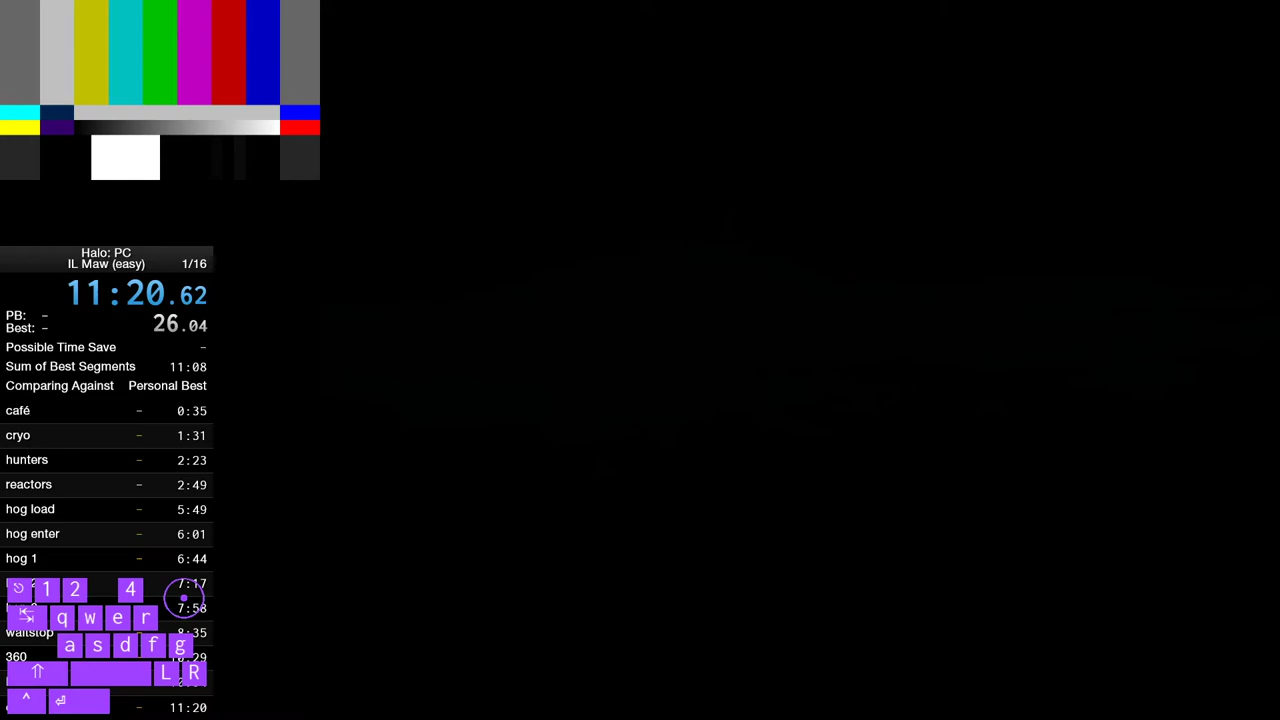 Halo: PC
IL Maw (easy) 1/16
11:20.62
PB: –
26.04
Best: –
Possible Time Save –
Sum of Best Segments 11:08
Comparing Against Personal Best
café – 0:35
cryo – 1:31
hunters – 2:23
reactors – 2:49
hog load – 5:49
hog enter – 6:01
hog 1 – 6:44
7:17
1 2 4
7:58
q w e r
waitstop 8:35
a s d f g
360 10:29
L R
– 11:20